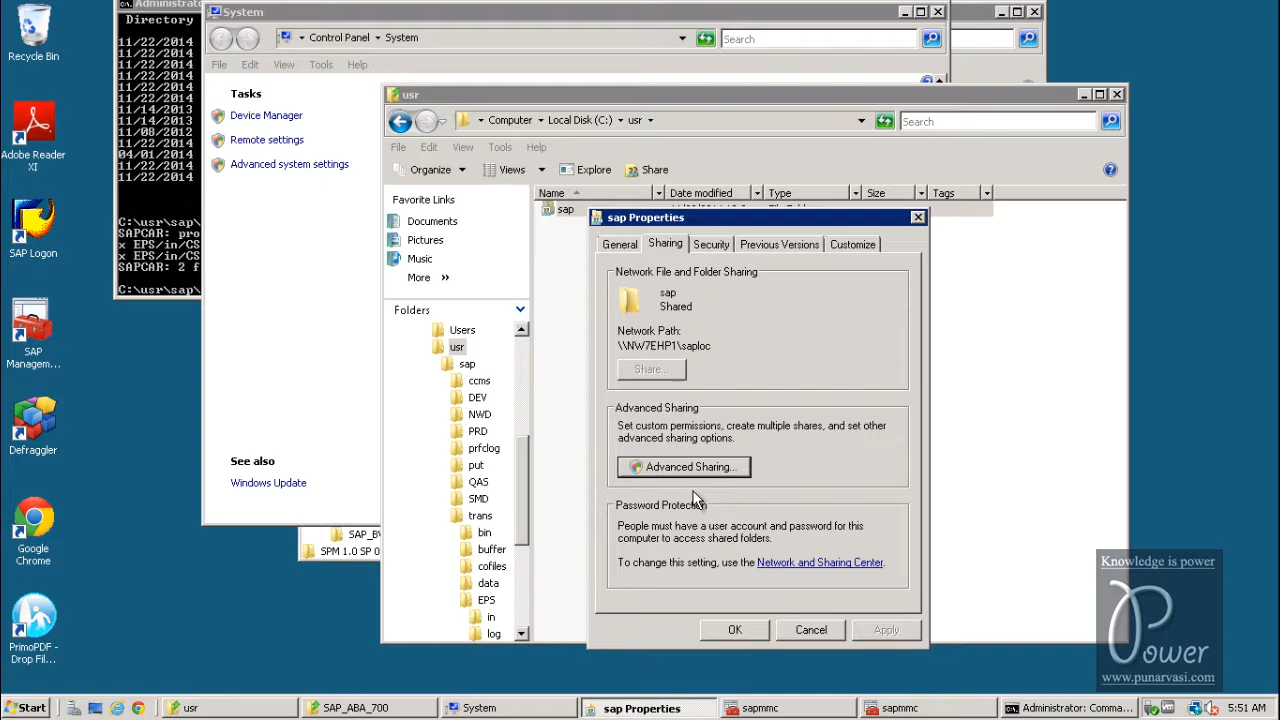 Recycle Bin
Adobe Reader
XI
SAP Logon
SAP
Managem...
Defraggler
Google
Chrome
PrimoPDF -
Drop Fil...
Administrator
Directory
11/22/2014
11/22/2014
11/22/2014
11/22/2014
11/22/2014
11/22/2014
11/14/2013
11/14/2013
11/08/2012
11/22/2014
04/01/2014
11/22/2014
11/22/2014
C:\usr\sap\
SAPCAR: pro
x EPS/in/CS
x EPS/in/CS
SAPCAR: 2 f
C:\usr\sap\
System
Control Panel
System
Search
File
Edit
View
Tools
Help
Tasks
Device Manager
Remote settings
Advanced system settings
See also
Windows Update
SAP_B
SPM 1.0 SP 0
usr
Computer
Local Disk (C:)
usr
Search
File
Edit
View
Tools
Help
Organize
Views
Explore
Share
Favorite Links
Documents
Pictures
Music
More
Folders
Users
usr
sap
ccms
DEV
NWD
PRD
prfclog
put
QAS
SMD
trans
bin
buffer
cofiles
data
EPS
in
log
Name
Date modified
Type
Size
Tags
sap
sap Properties
General
Sharing
Security
Previous Versions
Customize
Network File and Folder Sharing
sap
Shared
Network Path:
\\NW7EHP1\saploc
Share...
Advanced Sharing
Set custom permissions, create multiple shares, and set other
advanced sharing options.
Advanced Sharing...
Password Protection
People must have a user account and password for this
computer to access shared folders.
To change this setting, use the Network and Sharing Center.
OK
Cancel
Apply
Knowledge is power
Power
www.punarvasi.com
Start
usr
SAP_ABA_700
System
sap Properties
sapmmc
sapmmc
Administrator: Comma...
5:51 AM